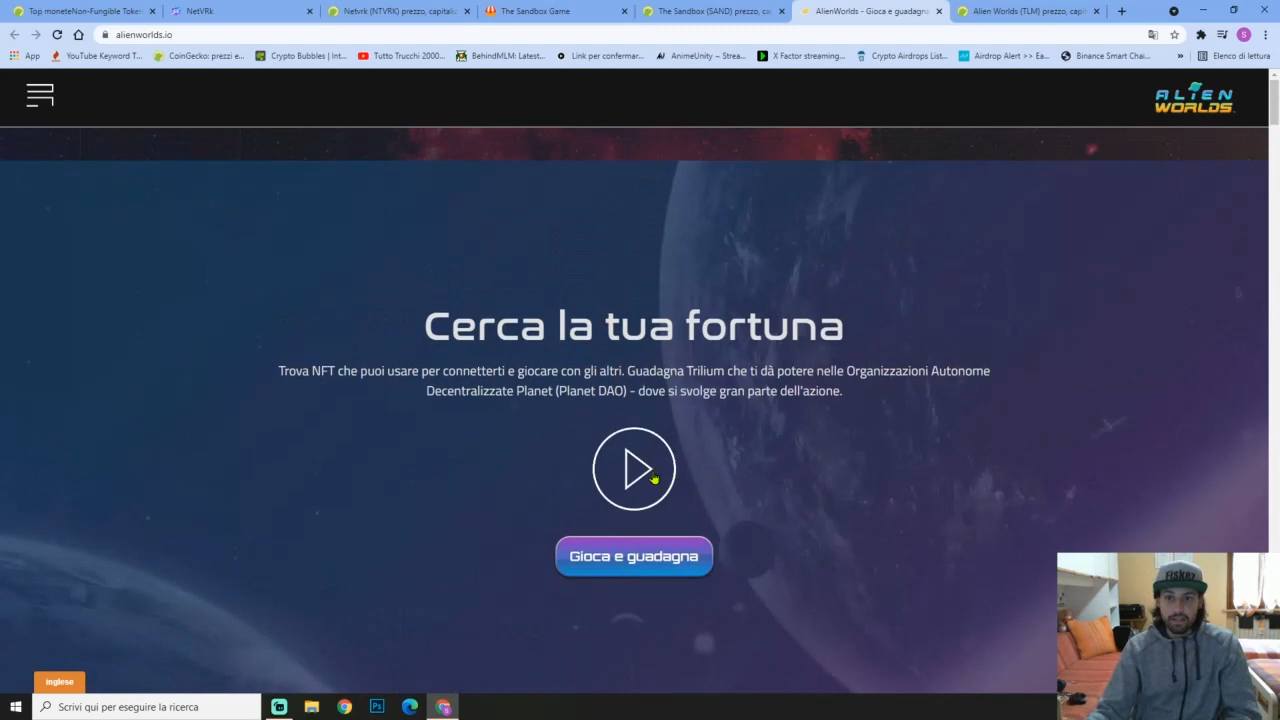 Top moneteNon-Fungible Tokes
NetVRk
Netvrk (NTVRK) prezzo, capitaliz
The Sandbox Game
The Sandbox (SAND) prezzo, ca
AlienWorlds - Gioca e guadagna
Alien Worlds (TLM) prezzo, capi
alienworlds.io
S
App
YouTube Keyword T...
CoinGecko: prezzi e...
Crypto Bubbles | Int...
Tutto Trucchi 2000...
BehindMLM: Latest...
Link per confermar...
AnimeUnity ~ Strea...
X Factor streaming...
Crypto Airdrops List...
Airdrop Alert >> Ea...
Binance Smart Chai...
»
Elenco di lettura
ALIEN
WORLDS
Cerca la tua fortuna
Trova NFT che puoi usare per connetterti e giocare con gli altri. Guadagna Trilium che ti dà potere nelle Organizzazioni Autonome
Decentralizzate Planet (Planet DAO) - dove si svolge gran parte dell'azione.
Gioca e guadagna
inglese
Scrivi qui per eseguire la ricerca
Ps